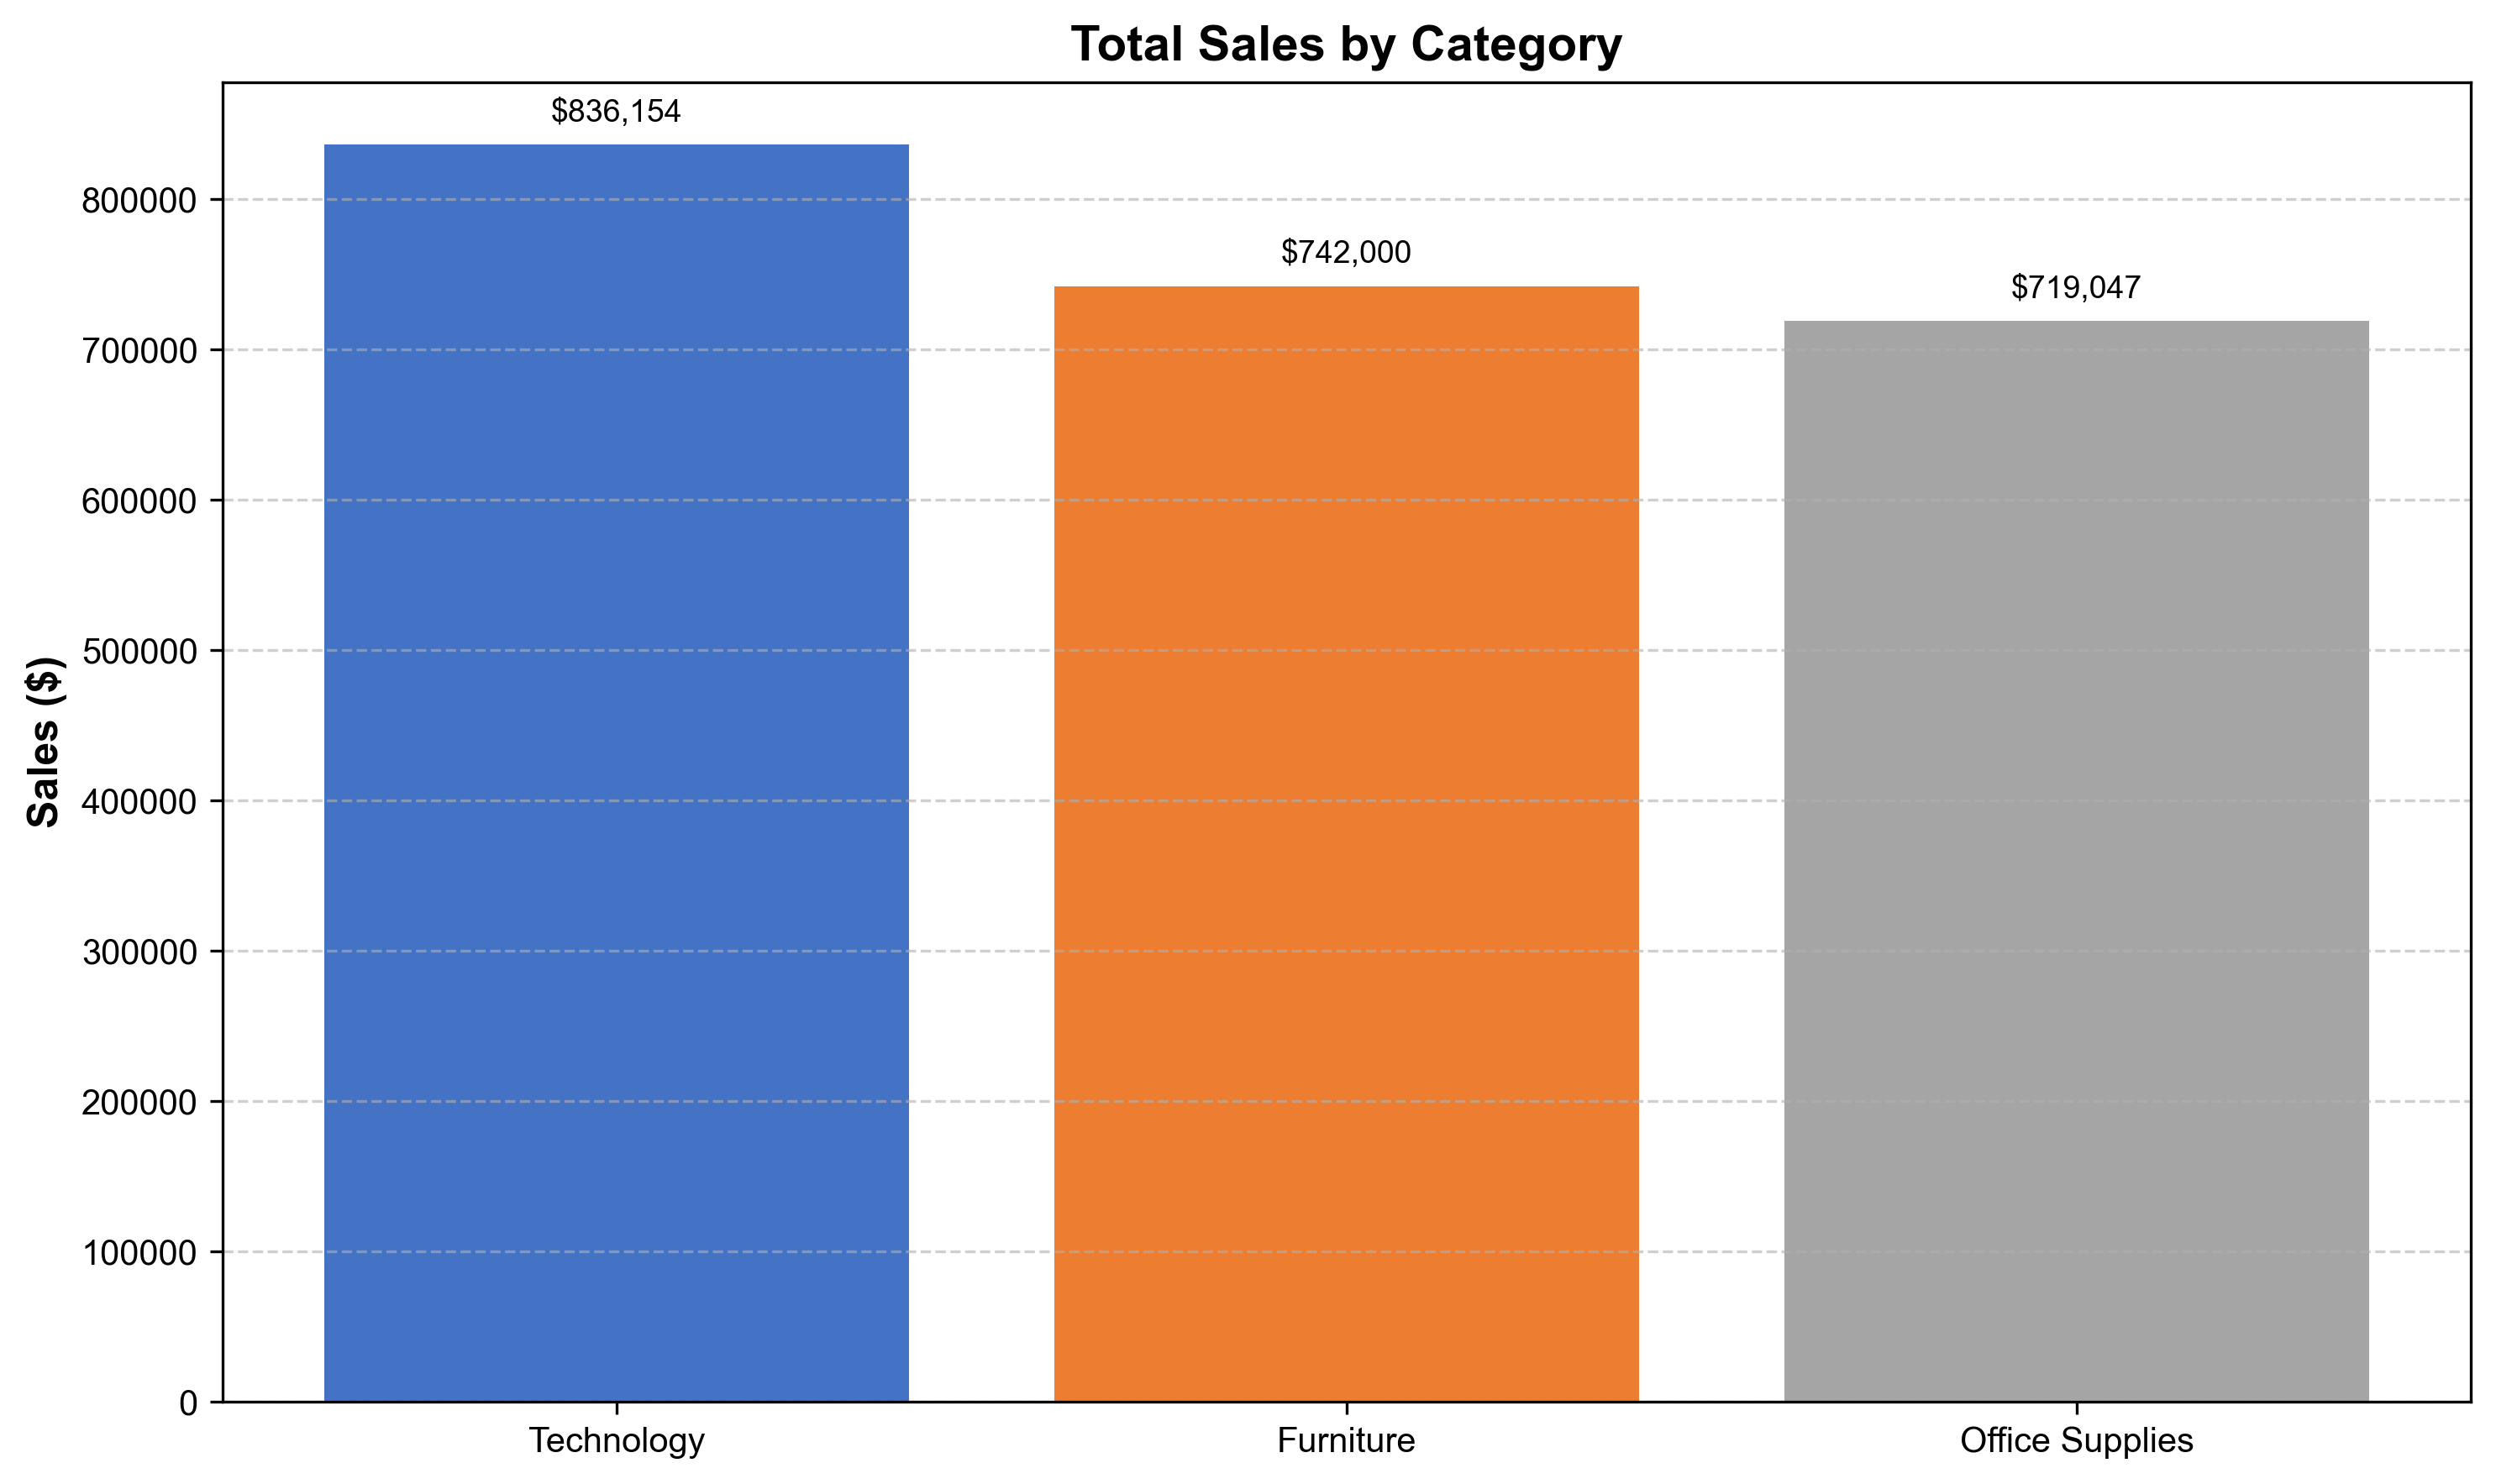 Total Sales by Category
$836,154
$742,000
$719,047
800000
700000
600000
500000
400000
300000
200000
100000
0
Sales ($)
Technology
Furniture
Office Supplies